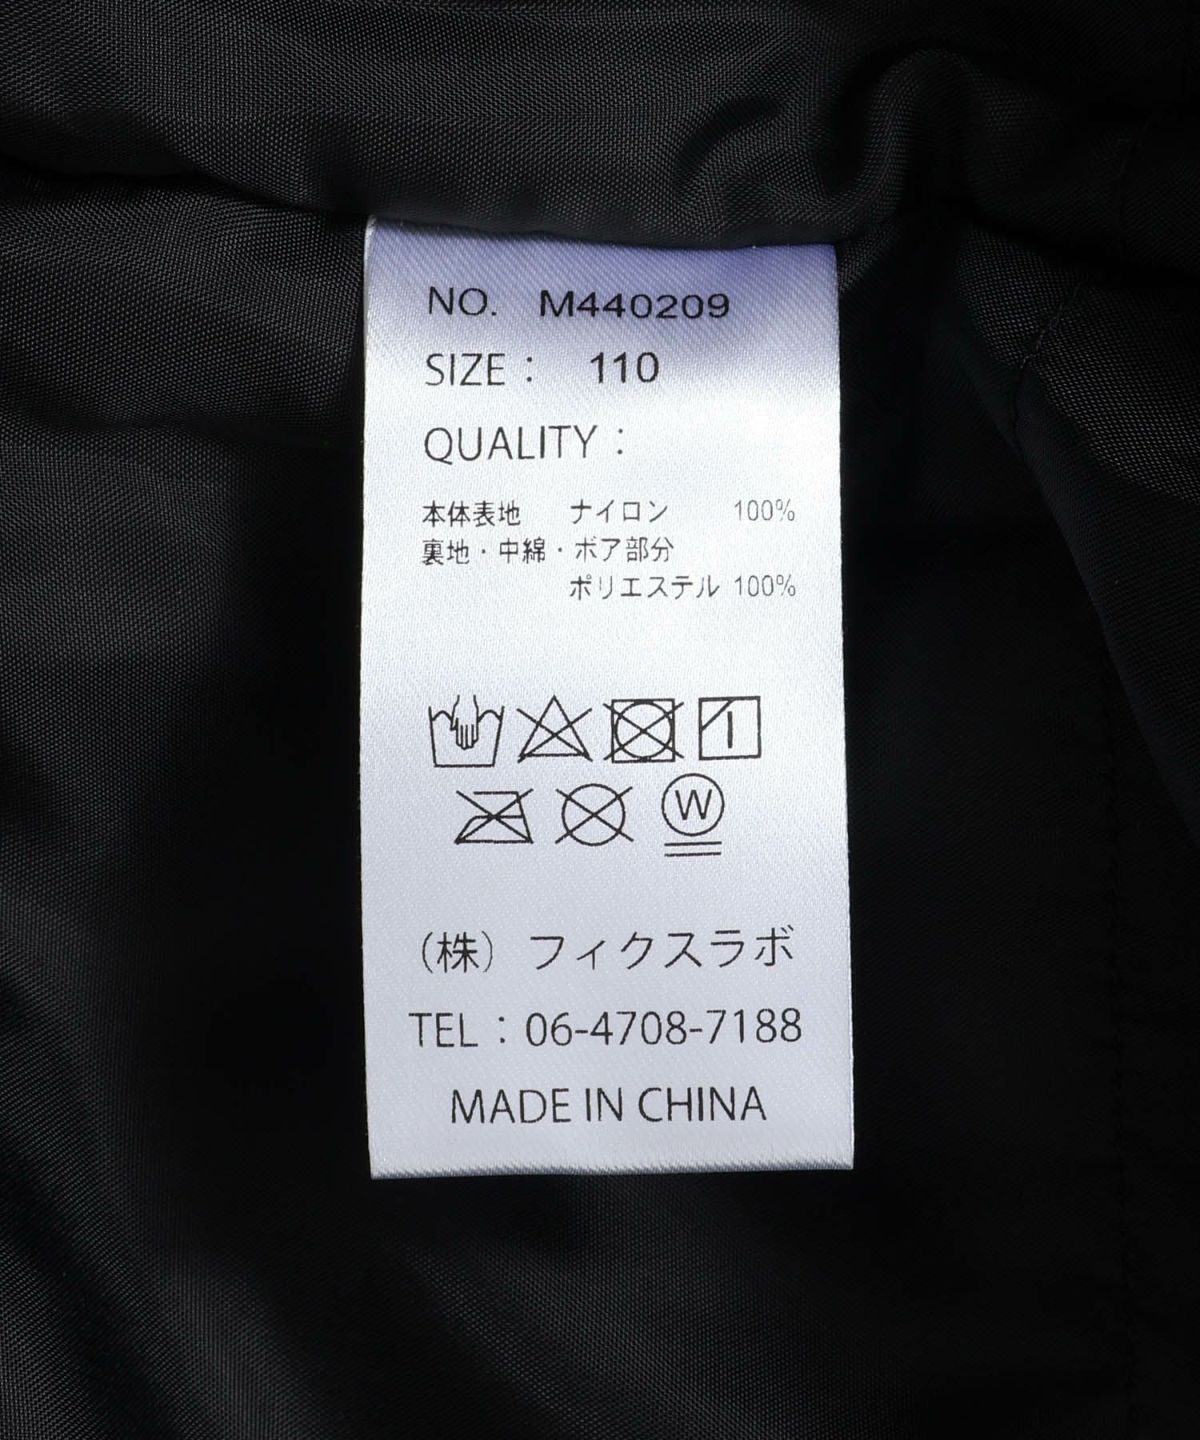 NO. M440209
SIZE : 110
QUALITY :
本体表地 ナイロン 100%
裏地・中綿・ボア部分
ポリエステル 100%
W
(株) フィクスラボ
TEL : 06-4708-7188
MADE IN CHINA